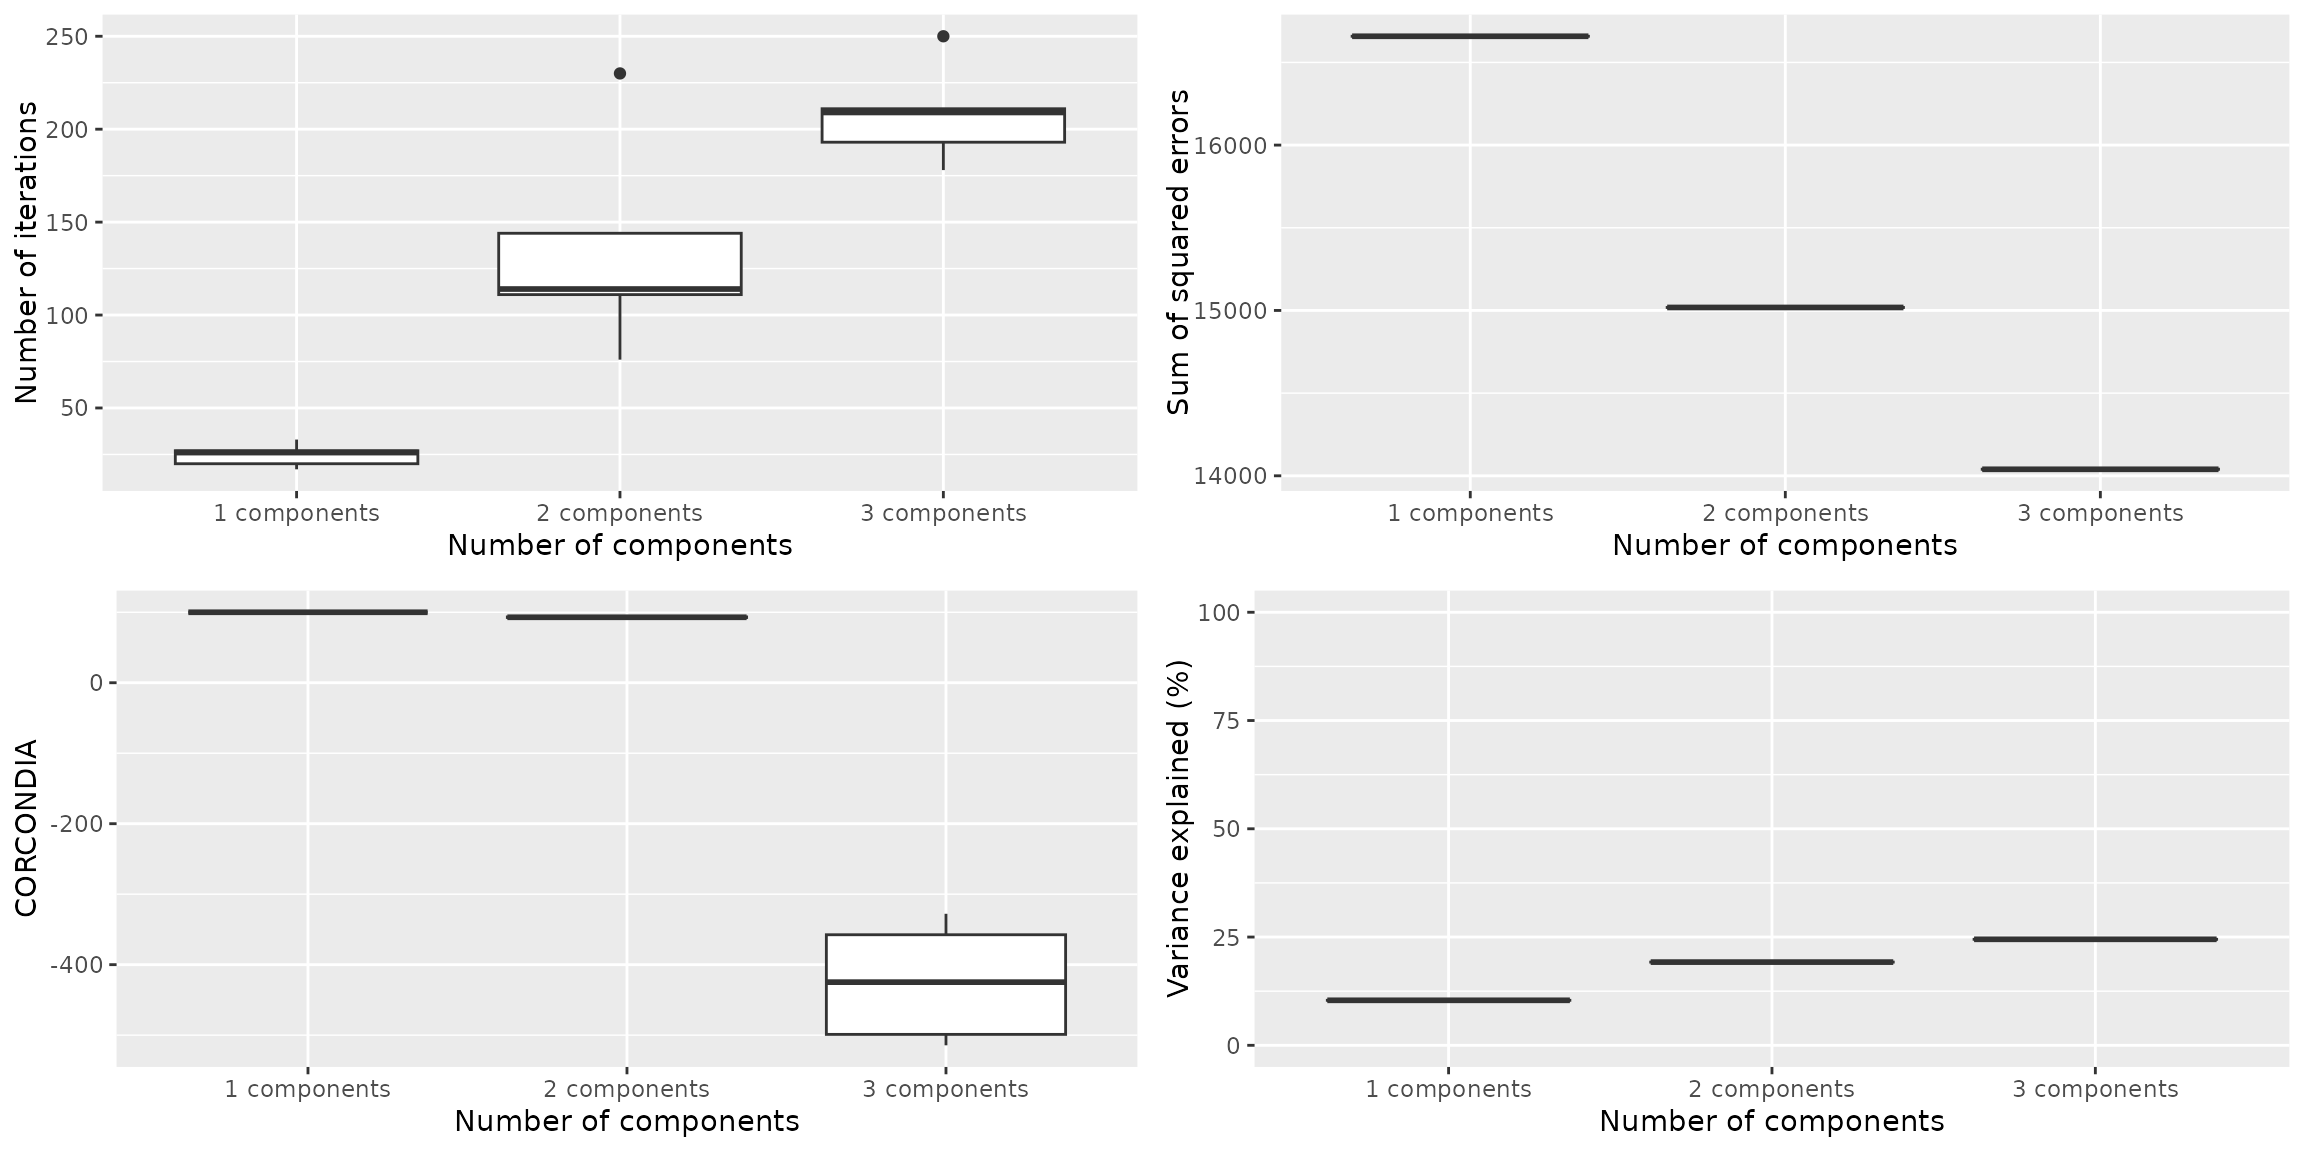 Number of iterations
250
200
150
100
50
1 components 2 components 3 components
Number of components
Sum of squared errors
16000
15000
14000
1 components 2 components 3 components
Number of components
CORCONDIA
0
-200
-400
1 components 2 components 3 components
Number of components
Variance explained (%)
100
75
50
25
0
1 components 2 components 3 components
Number of components